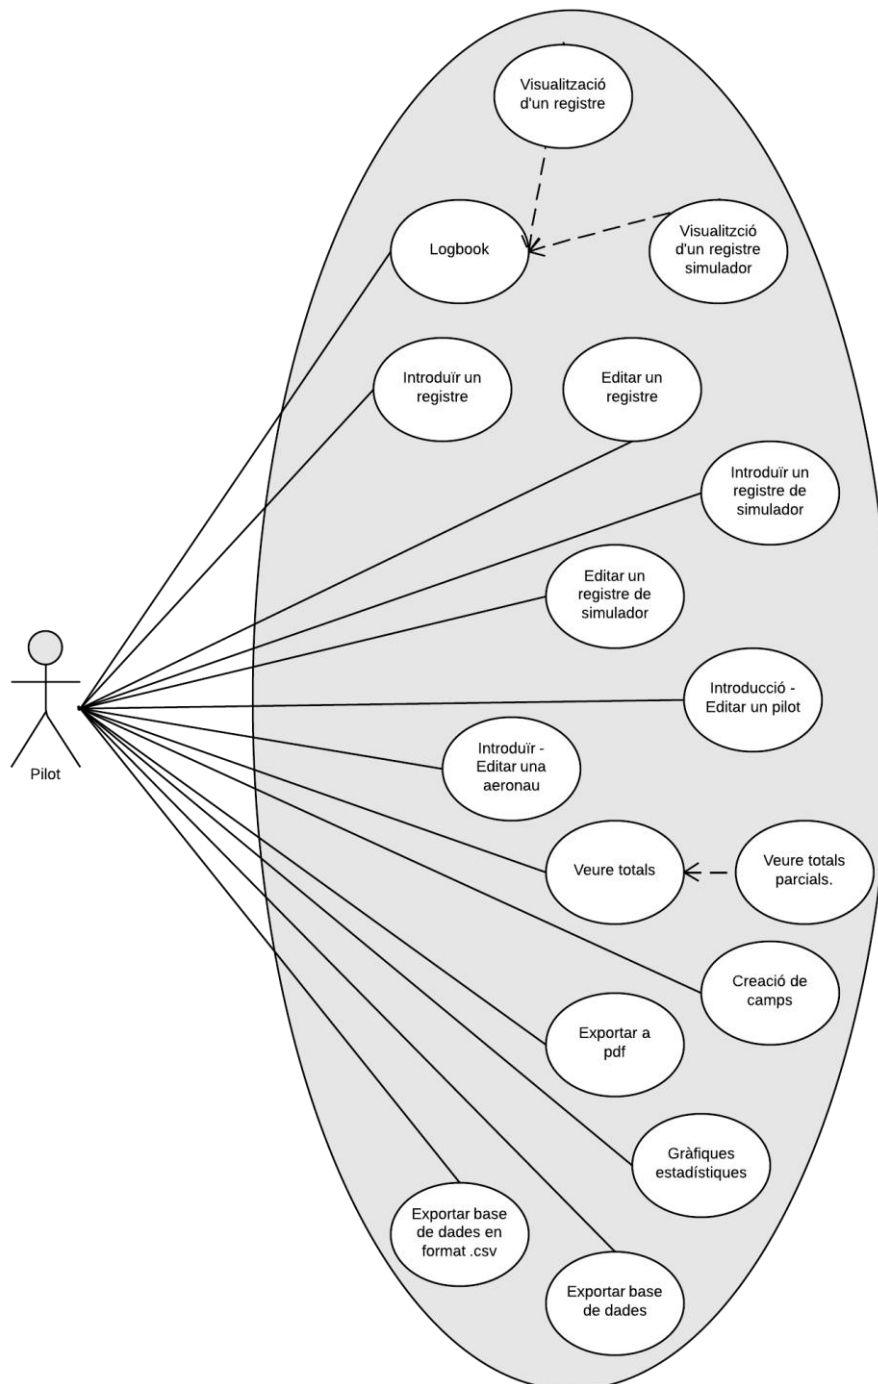 Visualització
d'un registre
Logbook
Visualitzció
d'un registre
simulador
Introduïr un
registre
Editar un
registre
Introduïr un
registre de
simulador
Editar un
registre de
simulador
Introducció -
Editar un pilot
Pilot
Introduïr -
Editar una
aeronau
Veure totals
Veure totals
parcials.
Creació de
camps
Exportar a
pdf
Gràfiques
estadístiques
Exportar base
de dades en
format .csv
Exportar base
de dades